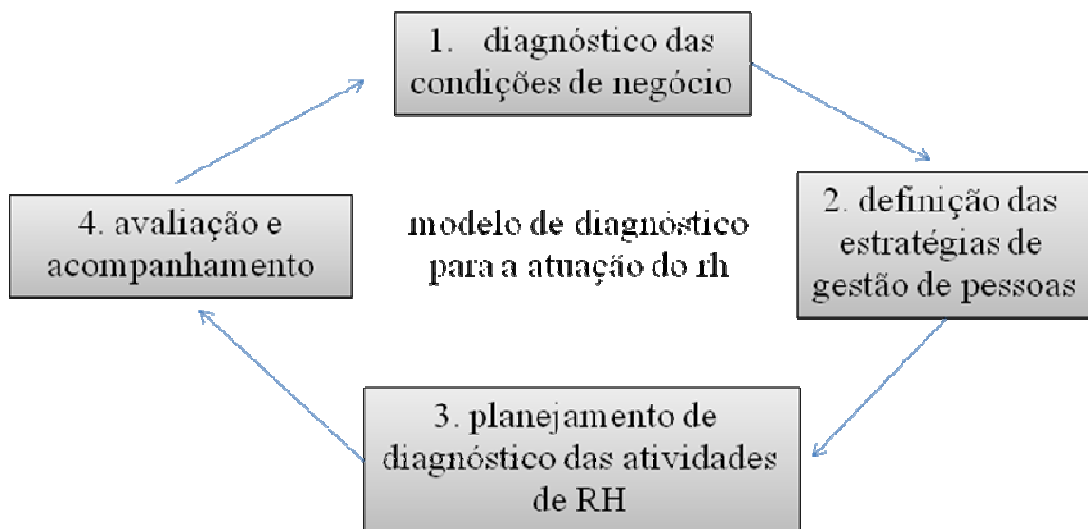 1. diagnóstico das
condições de negócio
2. definição das
estratégias de
gestão de pessoas
4. avaliação e
acompanhamento
modelo de diagnóstico
para a atuação do rh
3. planejamento de
diagnóstico das atividades
de RH